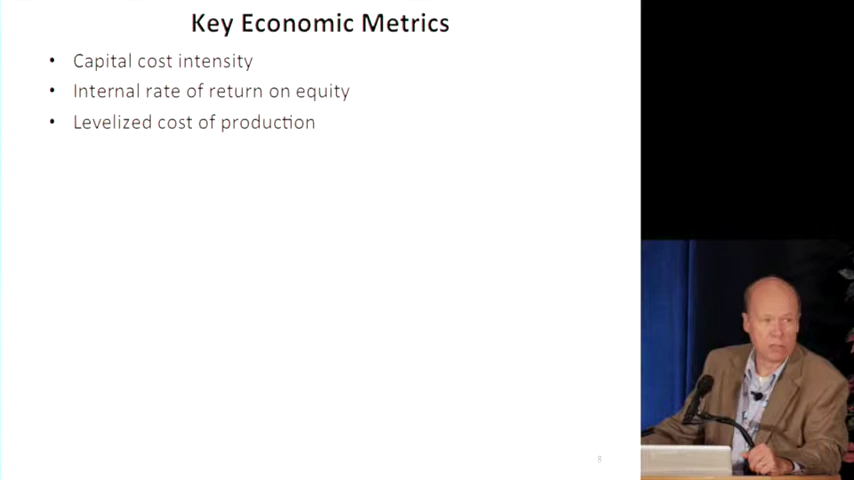 Key Economic Metrics
• Capital cost intensity
• Internal rate of return on equity
• Levelized cost of production
8